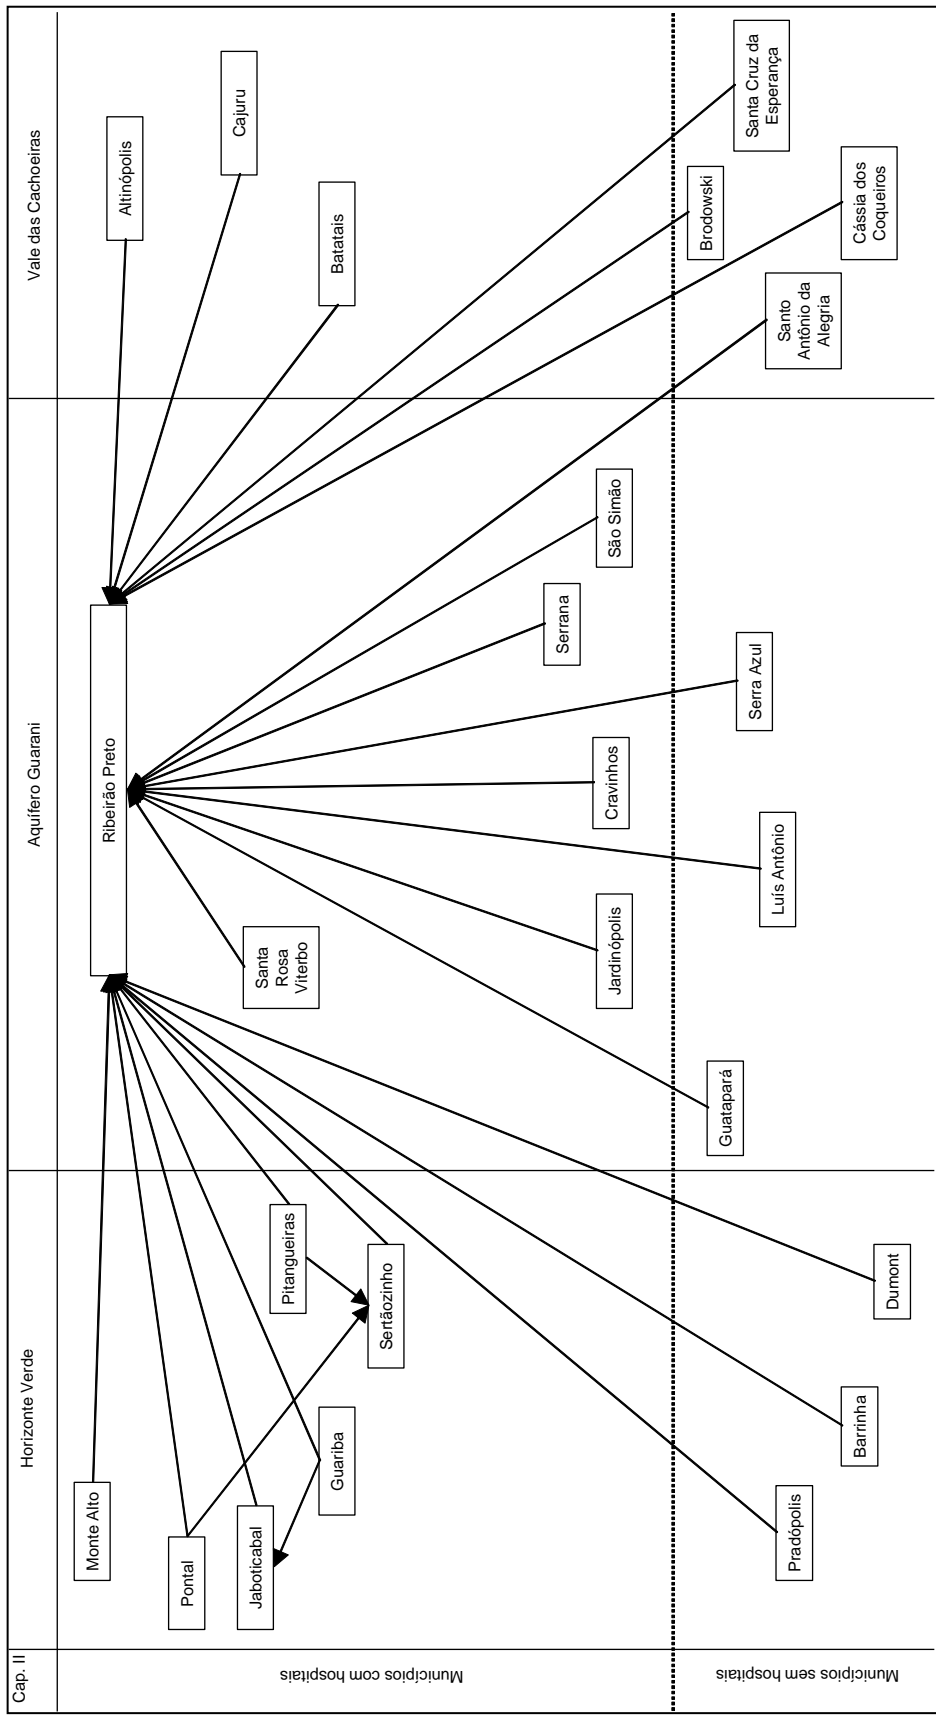 Cap. II
Horizonte Verde
Aquífero Guarani
Vale das Cachoeiras
Municípios com hospitais
Monte Alto
Ribeirão Preto
Altinópolis
Pontal
Jaboticabal
Cajuru
Pitangueiras
Santa
Rosa
Viterbo
Guariba
Batatais
Sertãozinho
Serrana
Cravinhos
Jardinópolis
São Simão
Municípios sem hospitais
Brodowski
Guatapará
Serra Azul
Santa Cruz da
Esperança
Luís Antônio
Santo
Antônio da
Alegria
Pradópolis
Barrinha
Cássia dos
Coqueiros
Dumont